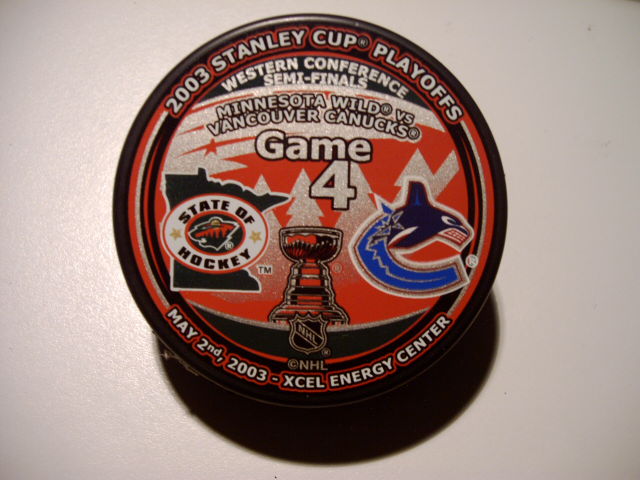 2003 STANLEY CUP® PLAYOFFS
WESTERN CONFERENCE
SEMI-FINALS
MINNESOTA WILD® VS
VANCOUVER CANUCKS®
Game
4
STATE OF
HOCKEY
®
TM
®
®
NHL
®
©NHL
MAY 2nd, 2003 - XCEL ENERGY CENTER